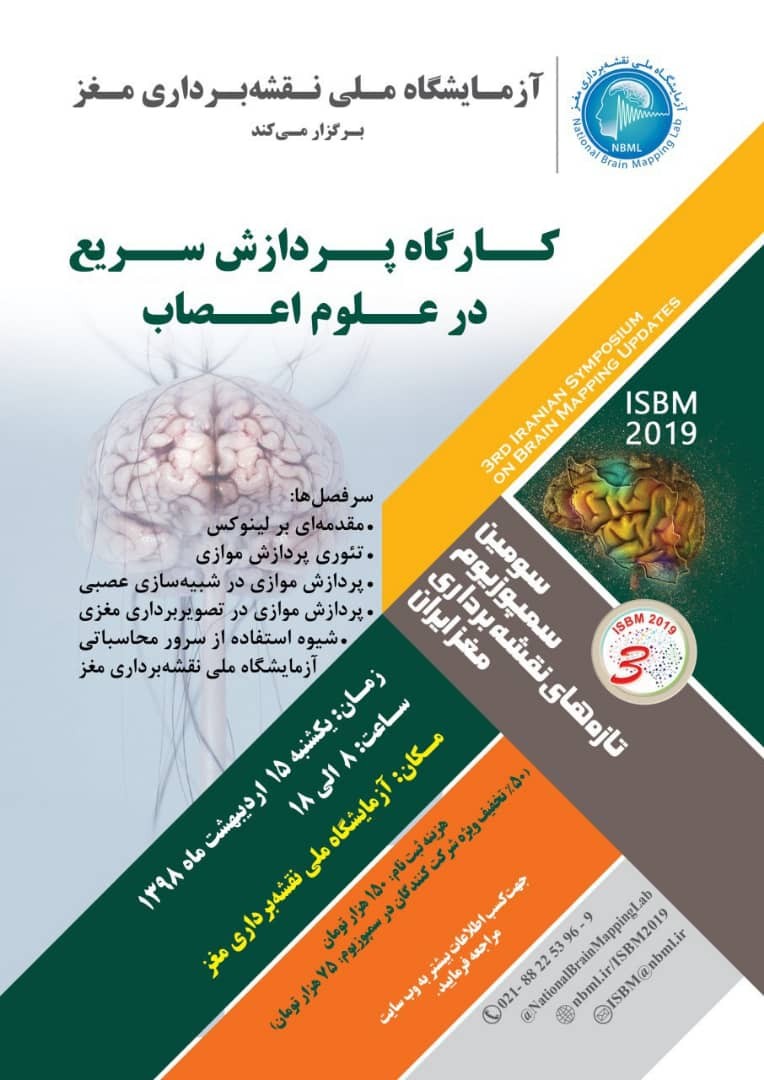 آزمایشگاه ملی نقشه‌برداری مغز
برگزار می‌کند
آزمایشگاه ملی نقشه‌برداری مغز
NBML
National Brain Mapping Lab
کارگاه پردازش سریع
در علوم اعصاب
3RD IRANIAN SYMPOSIUM
ON BRAIN MAPPING UPDATES
ISBM
2019
سرفصل‌ها:
• مقدمه‌ای بر لینوکس
• تئوری پردازش موازی
• پردازش موازی در شبیه‌سازی عصبی
• پردازش موازی در تصویربرداری مغزی
• شیوه استفاده از سرور محاسباتی
آزمایشگاه ملی نقشه‌برداری مغز
سومین
سمپوزیوم
تازه‌های نقشه برداری
مغز ایران
ISBM 2019
3
زمان: یکشنبه ۱۵ اردیبهشت ماه ۱۳۹۸
ساعت: ۸ الی ۱۸
مکان: آزمایشگاه ملی نقشه‌برداری مغز
هزینه ثبت نام: ۱۵۰ هزار تومان
(۵۰٪ تخفیف ویژه شرکت کنندگان در سمپوزیوم: ۷۵ هزار تومان)
جهت کسب اطلاعات بیشتر به وب سایت
مراجعه فرمایید.
021- 88 22 53 96 - 9
@NationalBrainMappingLab
nbml.ir/ISBM2019
ISBM@nbml.ir